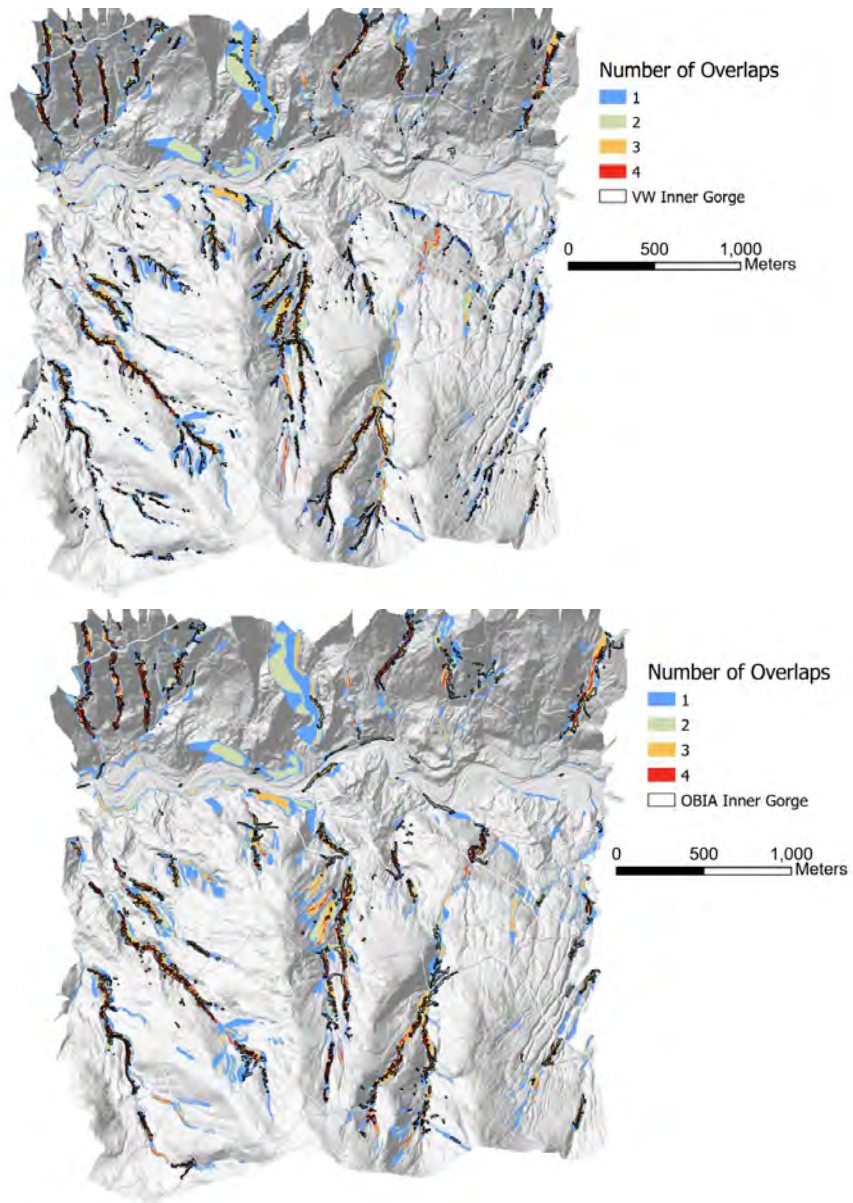 Number of Overlaps
1
2
3
4
VW Inner Gorge
0 500 1,000
Meters
Number of Overlaps
1
2
3
4
OBIA Inner Gorge
0 500 1,000
Meters